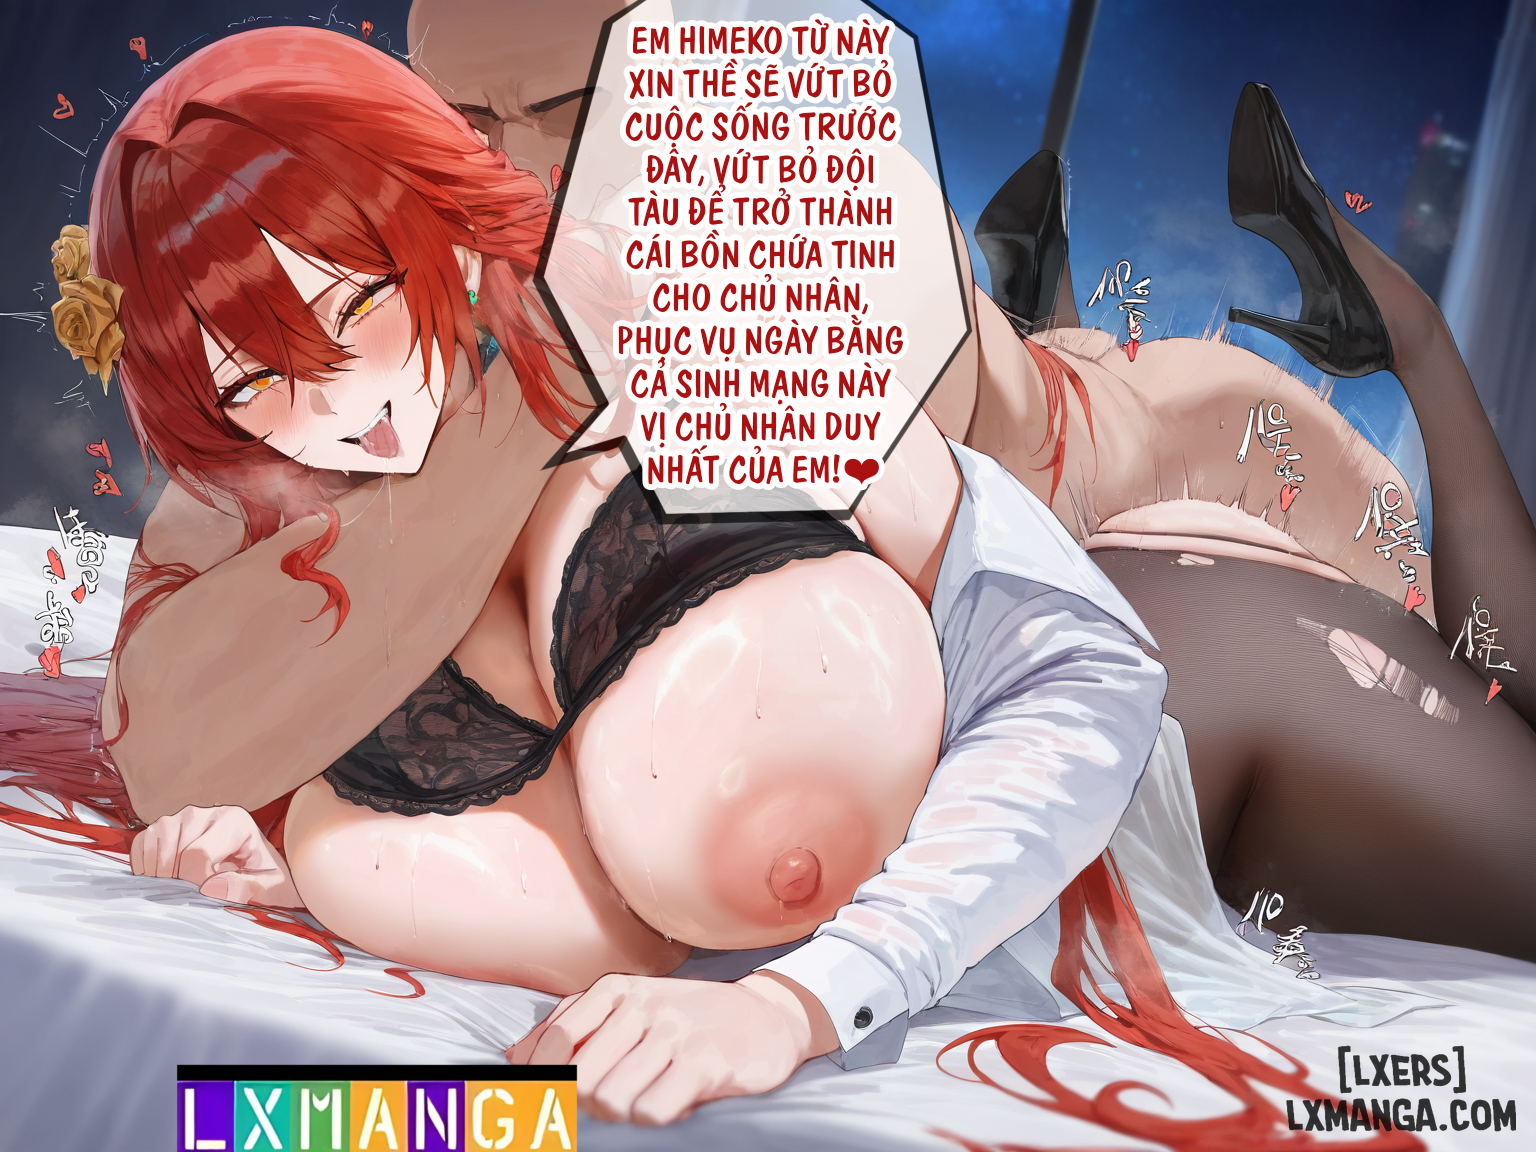 EM HIMEKO TỪ NÀY
XIN THỀ SẼ VỨT BỎ
CUỘC SỐNG TRƯỚC
ĐÂY, VỨT BỎ ĐỘI
TÀU ĐỂ TRỞ THÀNH
CÁI BỒN CHỨA TINH
CHO CHỦ NHÂN,
PHỤC VỤ NGÀY BẰNG
CẢ SINH MẠNG NÀY
VỊ CHỦ NHÂN DUY
NHẤT CỦA EM!❤
LXMANGA
[LXERS]
LXMANGA.COM